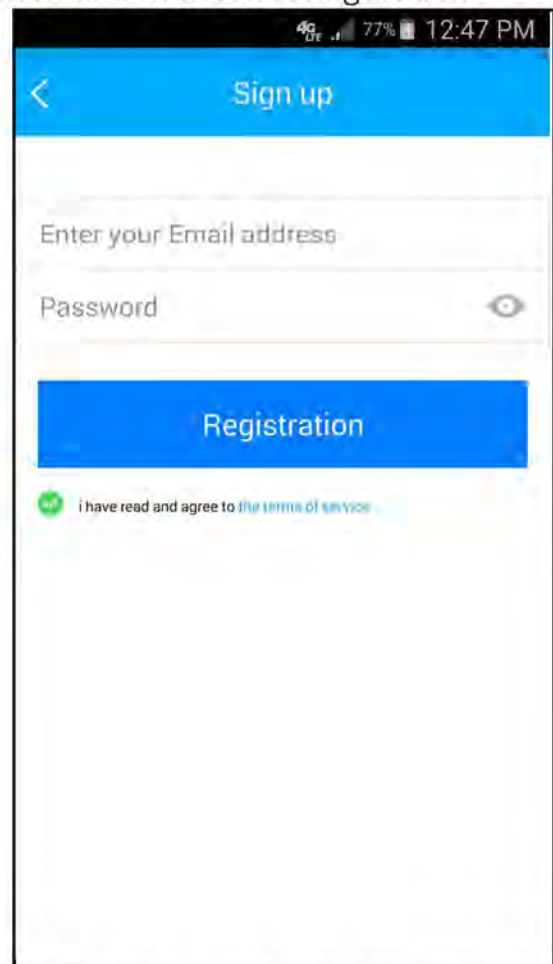 4G LTE 77% 12:47 PM
Sign up
Enter your Email address
Password
Registration
i have read and agree to the terms of service